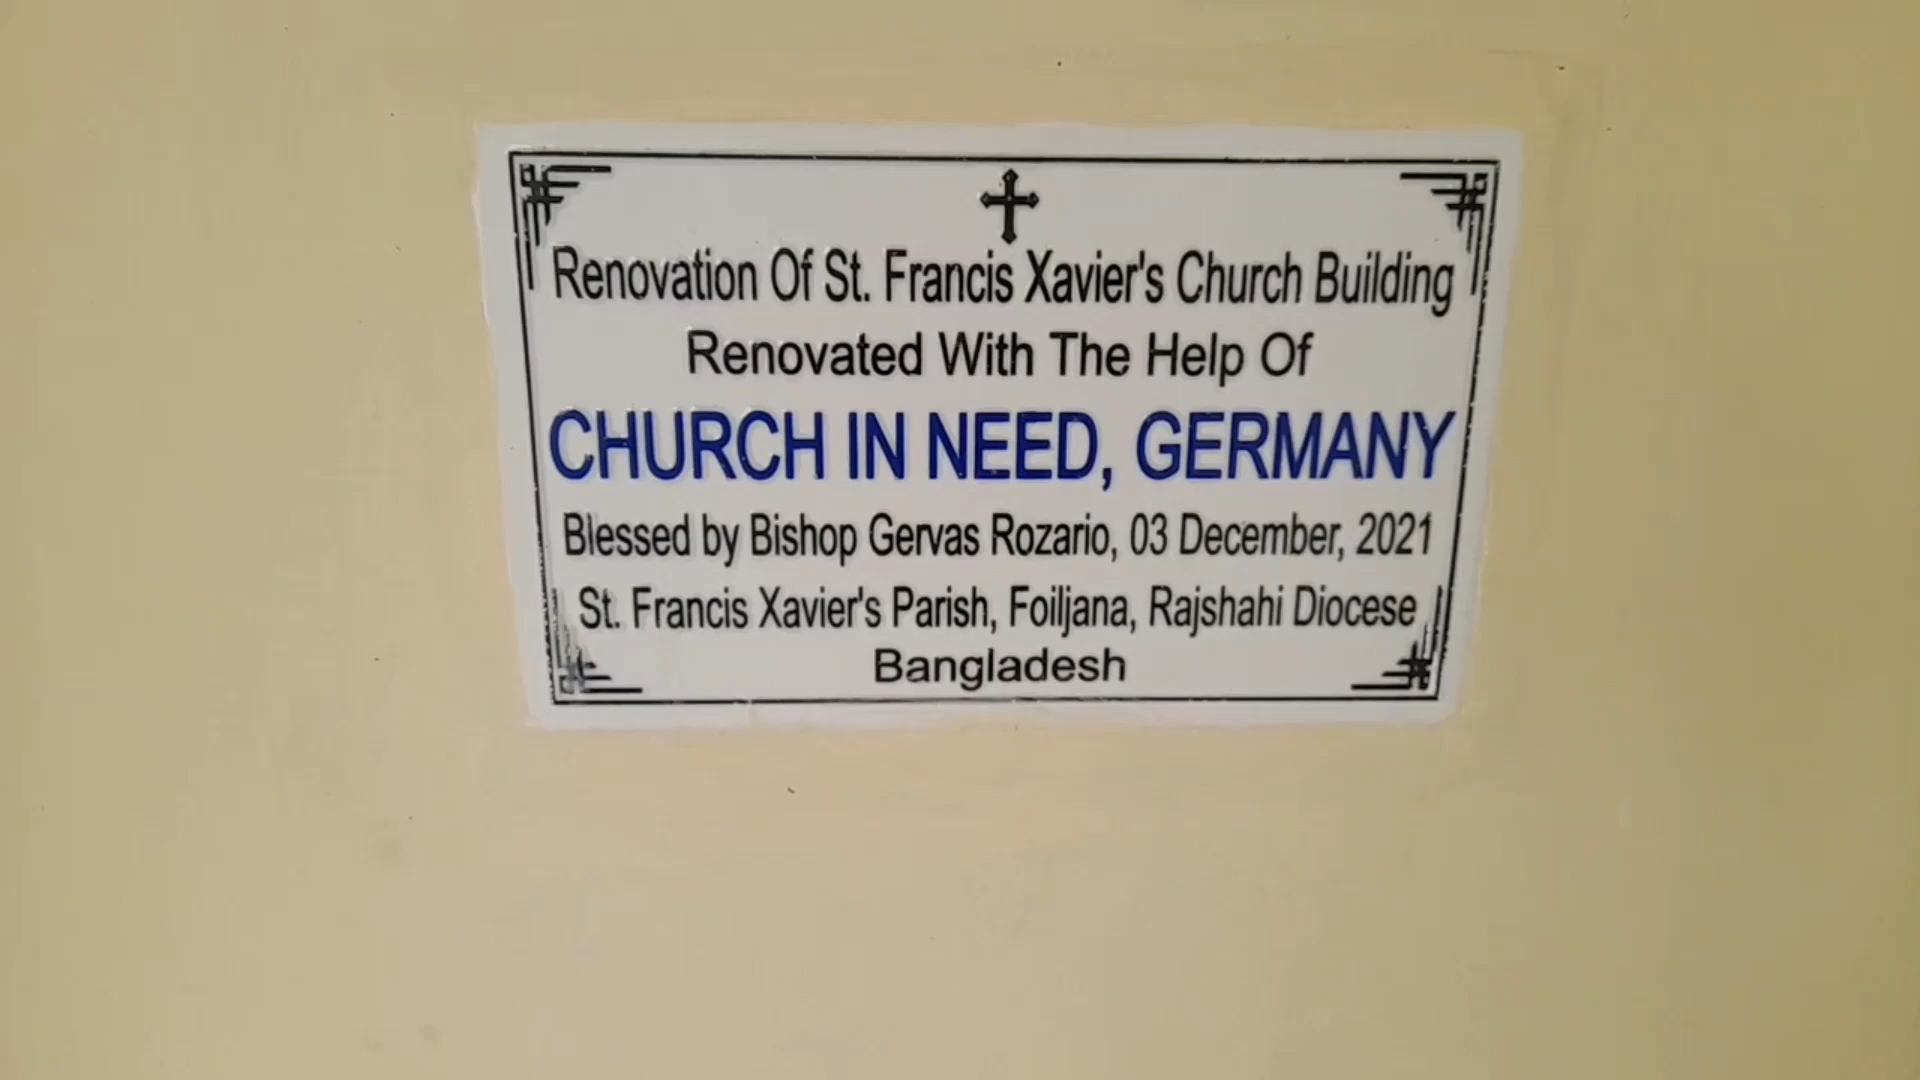 Renovation Of St. Francis Xavier's Church Building
Renovated With The Help Of
CHURCH IN NEED, GERMANY
Blessed by Bishop Gervas Rozario, 03 December, 2021
St. Francis Xavier's Parish, Foiljana, Rajshahi Diocese
Bangladesh